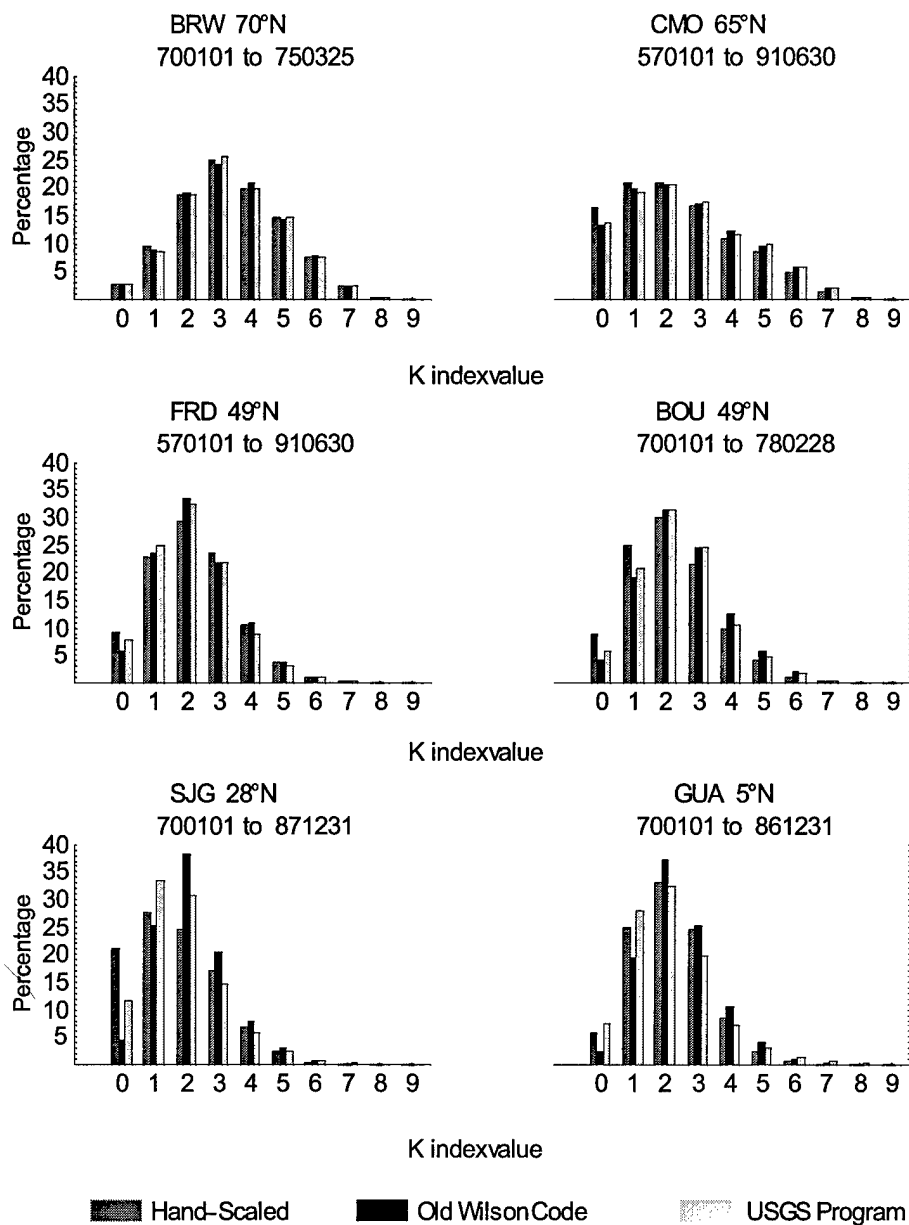 BRW 70°N
700101 to 750325
CMO 65°N
570101 to 910630
Percentage
40
35
30
25
20
15
10
5
0 1 2 3 4 5 6 7 8 9
0 1 2 3 4 5 6 7 8 9
K indexvalue
FRD 49°N
570101 to 910630
BOU 49°N
700101 to 780228
Percentage
40
35
30
25
20
15
10
5
0 1 2 3 4 5 6 7 8 9
0 1 2 3 4 5 6 7 8 9
K indexvalue
SJG 28°N
700101 to 871231
GUA 5°N
700101 to 861231
Percentage
40
35
30
25
20
15
10
5
0 1 2 3 4 5 6 7 8 9
0 1 2 3 4 5 6 7 8 9
K indexvalue
Hand-Scaled
Old Wilson Code
USGS Program